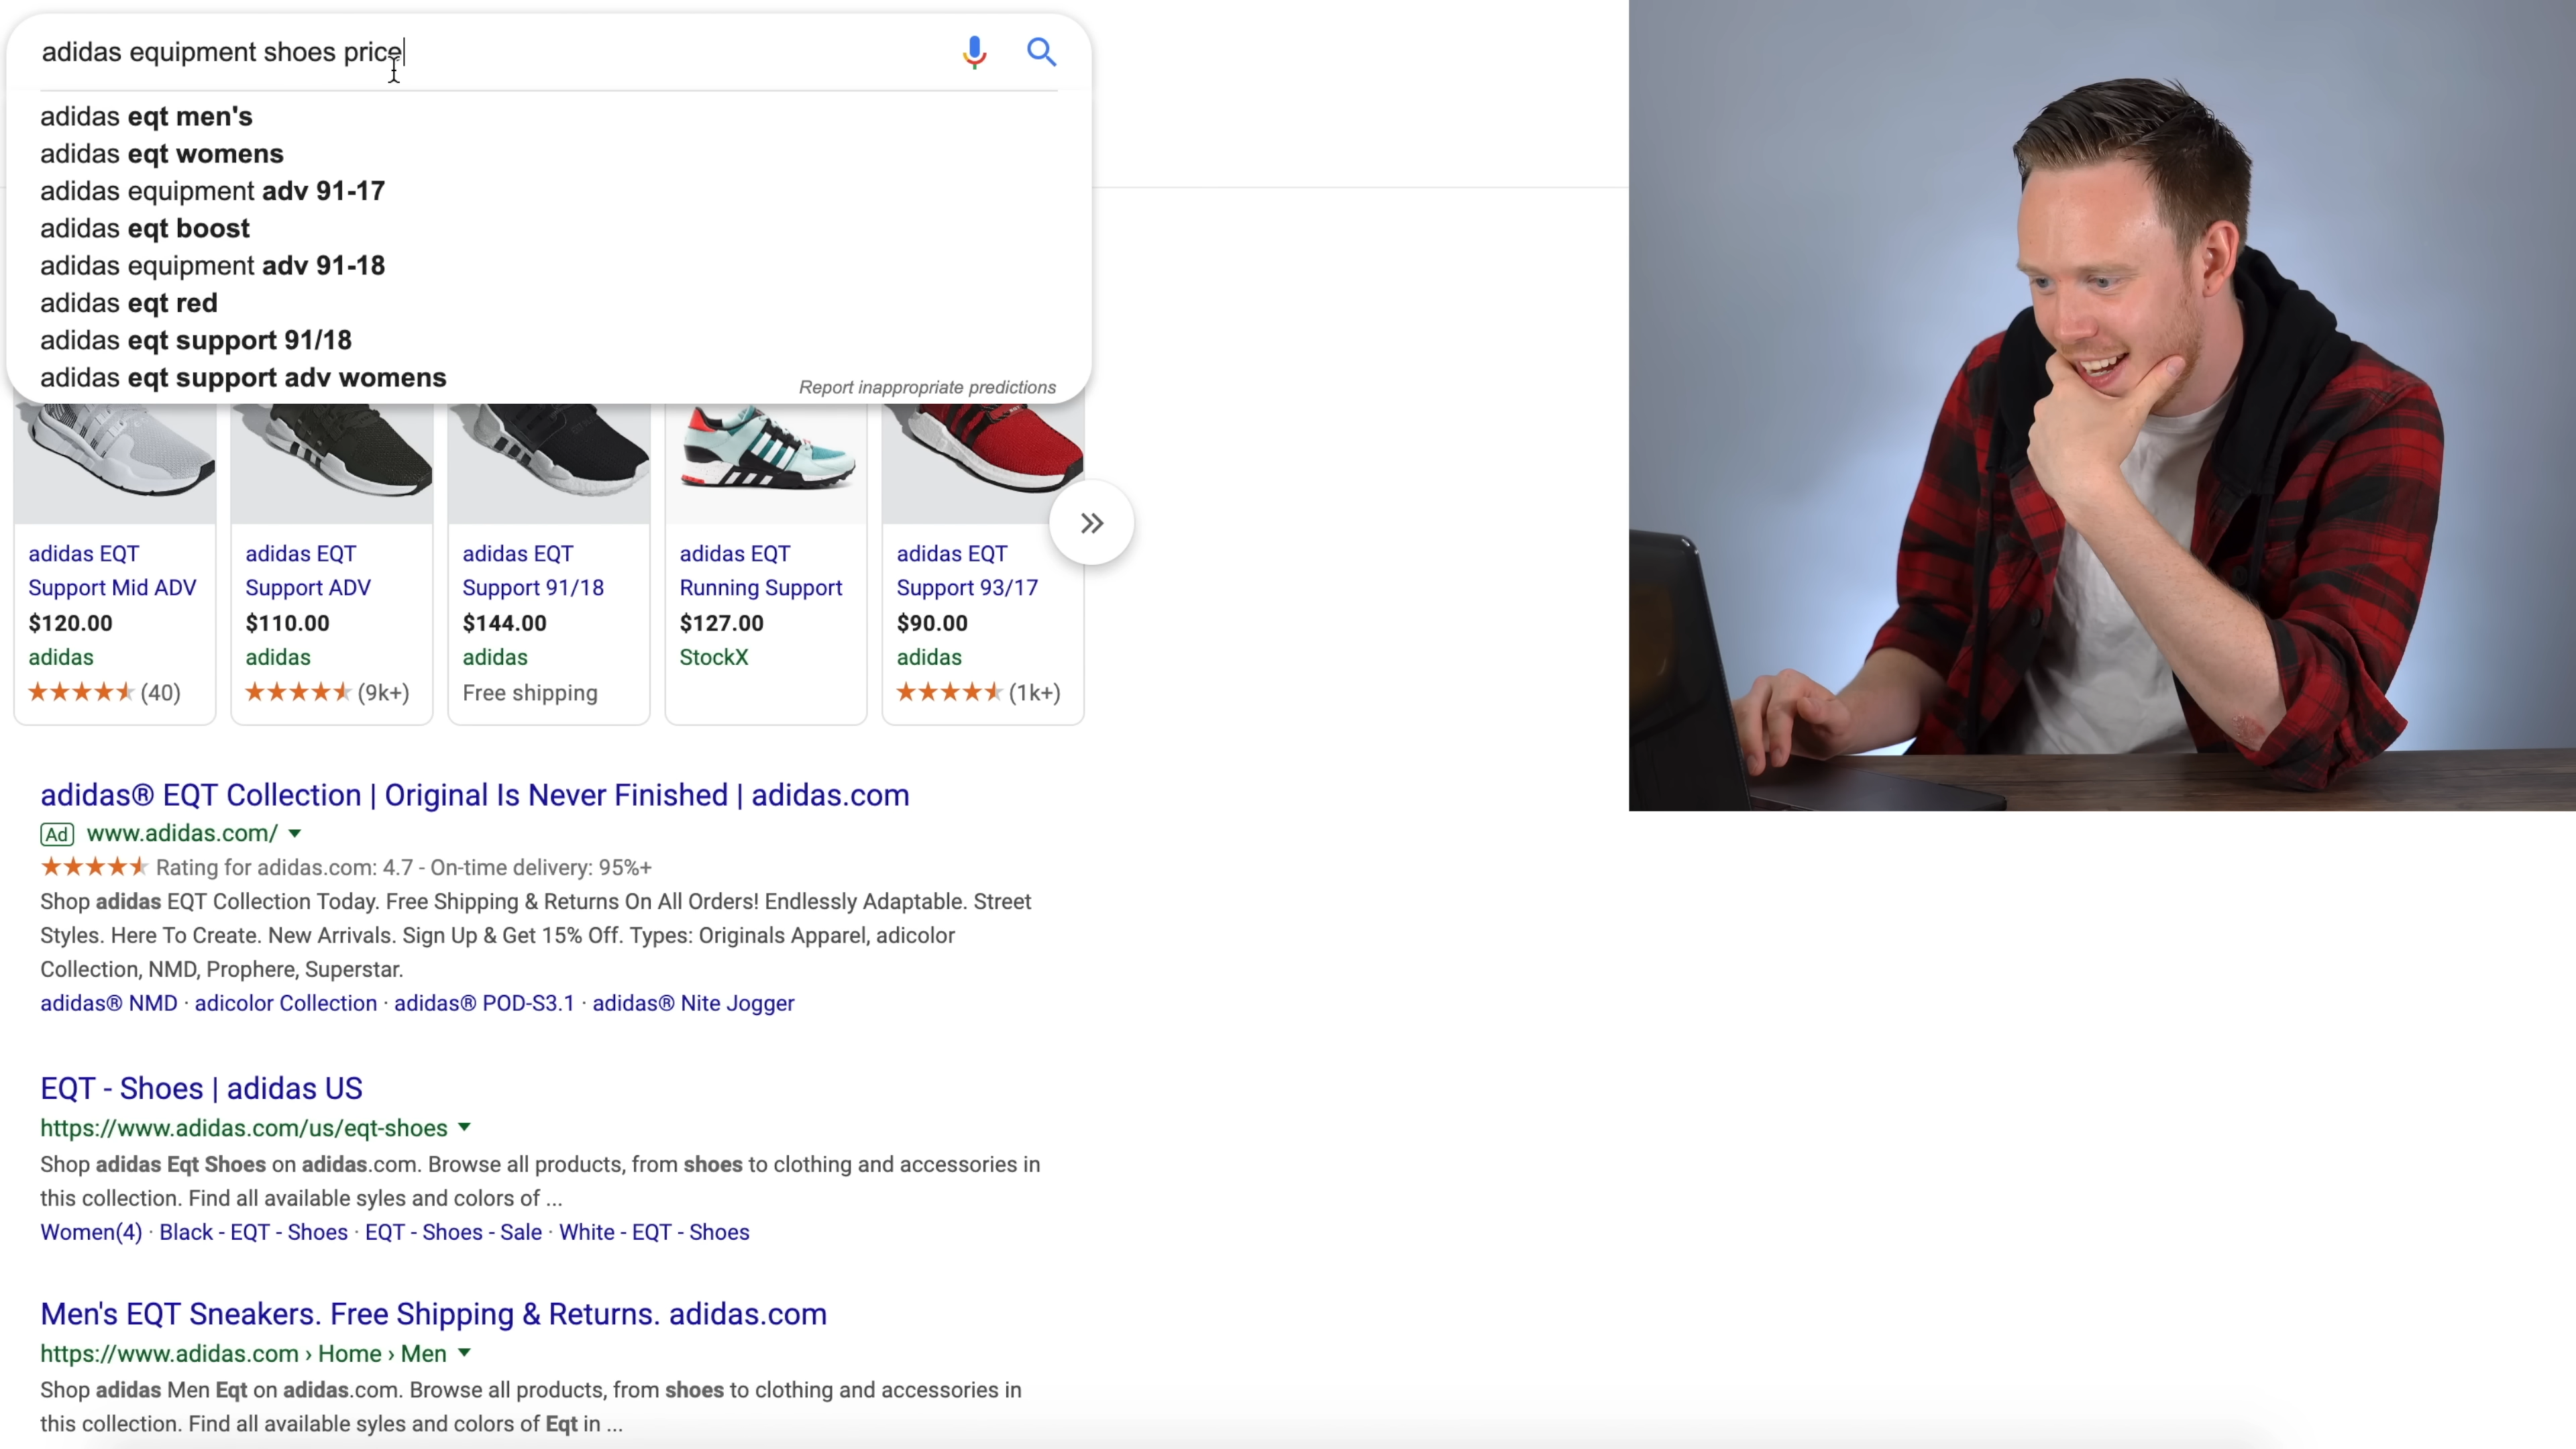 adidas equipment shoes price
adidas eqt men's
adidas eqt womens
adidas equipment adv 91-17
adidas eqt boost
adidas equipment adv 91-18
adidas eqt red
adidas eqt support 91/18
adidas eqt support adv womens
Report inappropriate predictions
adidas EQT
Support Mid ADV
$120.00
adidas
(40)
adidas EQT
Support ADV
$110.00
adidas
(9k+)
adidas EQT
Support 91/18
$144.00
adidas
Free shipping
adidas EQT
Running Support
$127.00
StockX
adidas EQT
Support 93/17
$90.00
adidas
(1k+)
adidas® EQT Collection | Original Is Never Finished | adidas.com
Ad www.adidas.com/
Rating for adidas.com: 4.7 - On-time delivery: 95%+
Shop adidas EQT Collection Today. Free Shipping & Returns On All Orders! Endlessly Adaptable. Street
Styles. Here To Create. New Arrivals. Sign Up & Get 15% Off. Types: Originals Apparel, adicolor
Collection, NMD, Prophere, Superstar.
adidas® NMD · adicolor Collection · adidas® POD-S3.1 · adidas® Nite Jogger
EQT - Shoes | adidas US
https://www.adidas.com/us/eqt-shoes
Shop adidas Eqt Shoes on adidas.com. Browse all products, from shoes to clothing and accessories in
this collection. Find all available syles and colors of ...
Women(4) · Black - EQT - Shoes · EQT - Shoes - Sale · White - EQT - Shoes
Men's EQT Sneakers. Free Shipping & Returns. adidas.com
https://www.adidas.com › Home › Men
Shop adidas Men Eqt on adidas.com. Browse all products, from shoes to clothing and accessories in
this collection. Find all available syles and colors of Eqt in ...